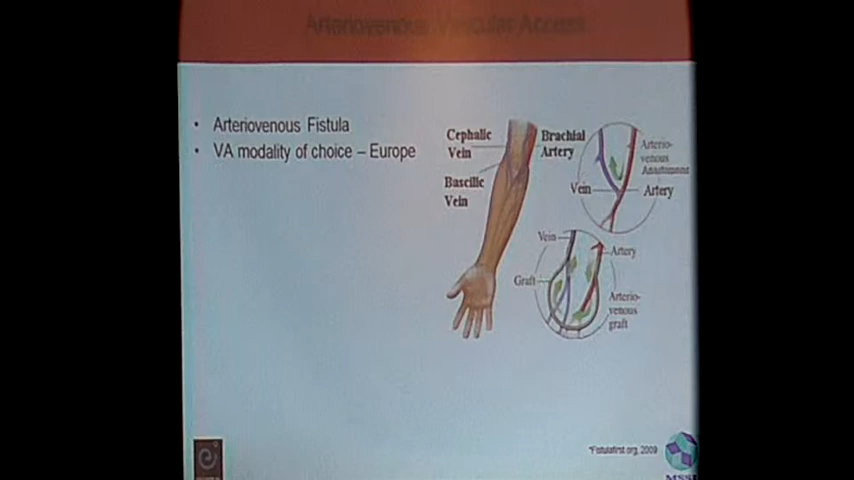 Arteriovenous Vascular Access
• Arteriovenous Fistula
• VA modality of choice – Europe
Cephalic
Vein
Brachial
Artery
Bascilic
Vein
Arterio-
venous
Anastomosis
Vein
Artery
Vein
Artery
Graft
Arterio-
venous
graft
*Fistulafirst.org, 2009